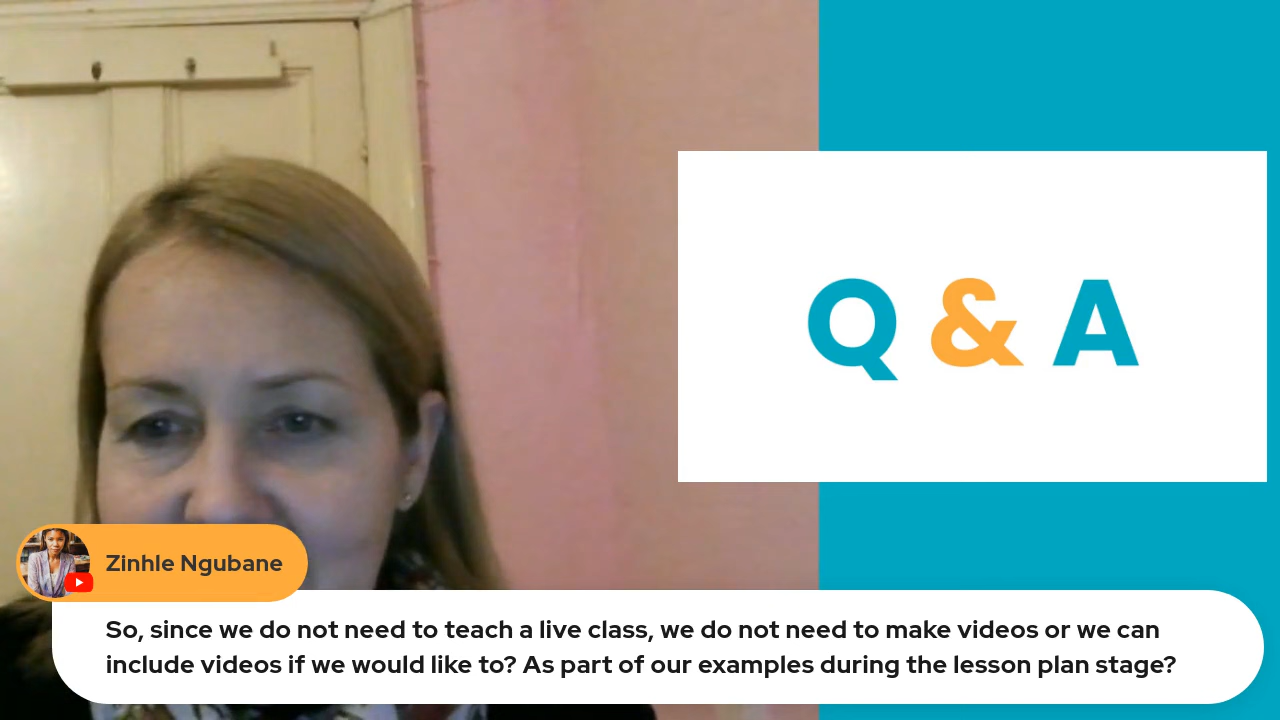 Q & A
Zinhle Ngubane
So, since we do not need to teach a live class, we do not need to make videos or we can
include videos if we would like to? As part of our examples during the lesson plan stage?